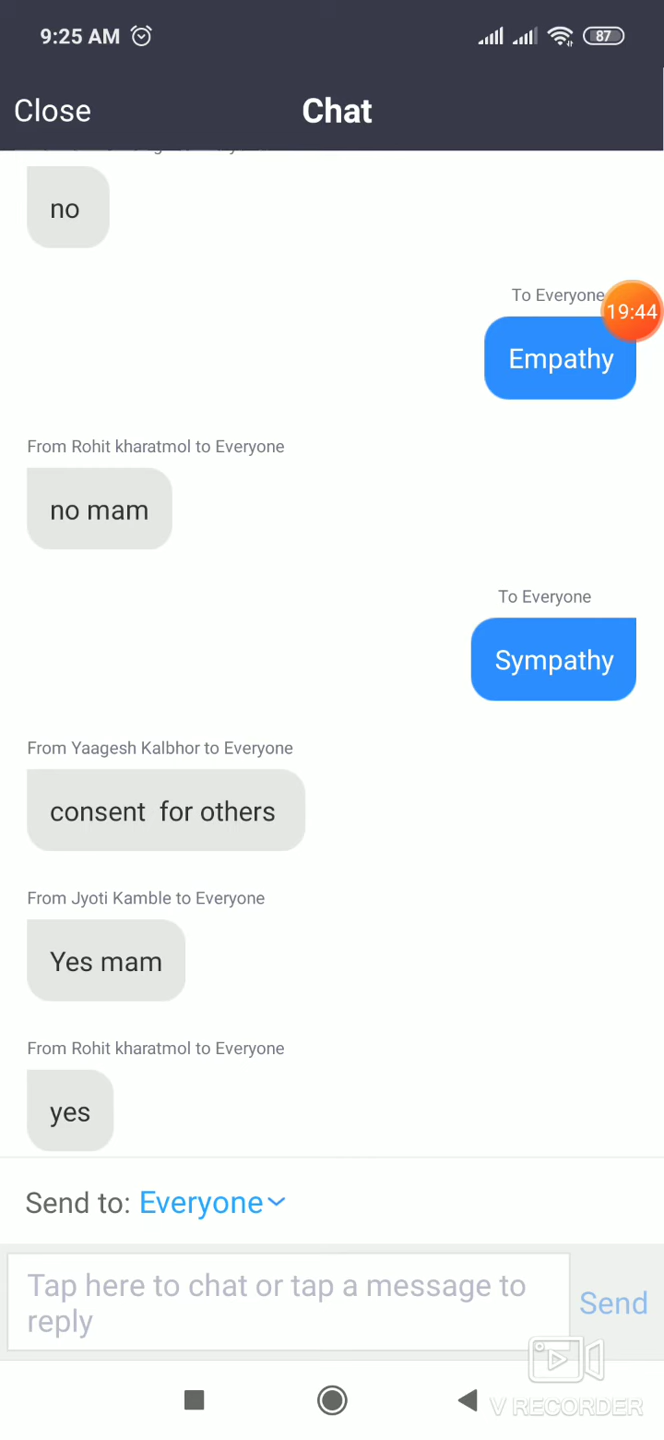 9:25 AM
87
Close
Chat
no
To Everyone
19:44
Empathy
From Rohit kharatmol to Everyone
no mam
To Everyone
Sympathy
From Yaagesh Kalbhor to Everyone
consent  for others
From Jyoti Kamble to Everyone
Yes mam
From Rohit kharatmol to Everyone
yes
Send to: Everyone
Tap here to chat or tap a message to
reply
Send
V RECORDER